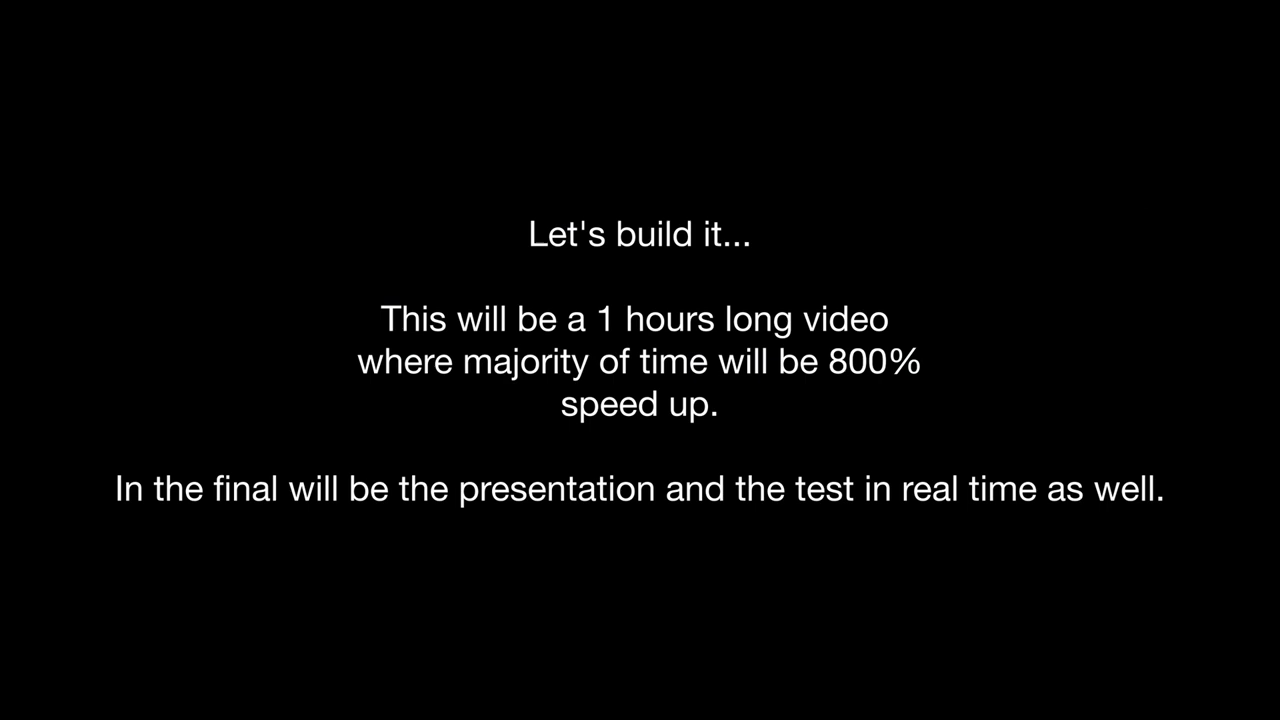 Let's build it...
This will be a 1 hours long video
where majority of time will be 800%
speed up.
In the final will be the presentation and the test in real time as well.